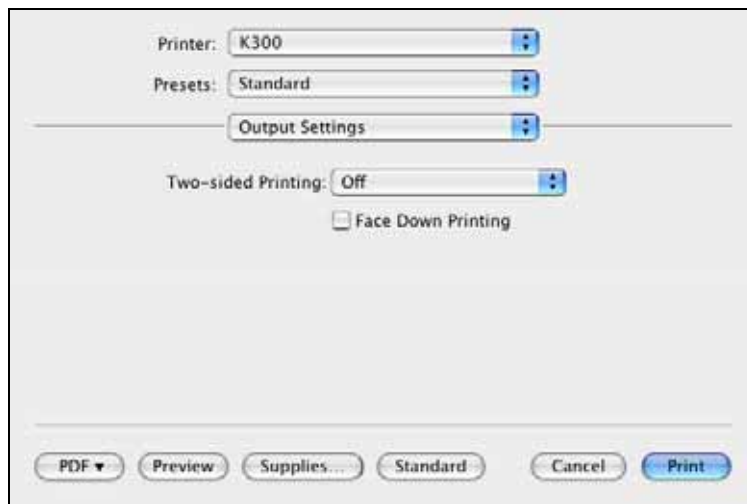 Printer: K300
Presets: Standard
Output Settings
Two-sided Printing: Off
Face Down Printing
PDF ▼ Preview Supplies... Standard Cancel Print